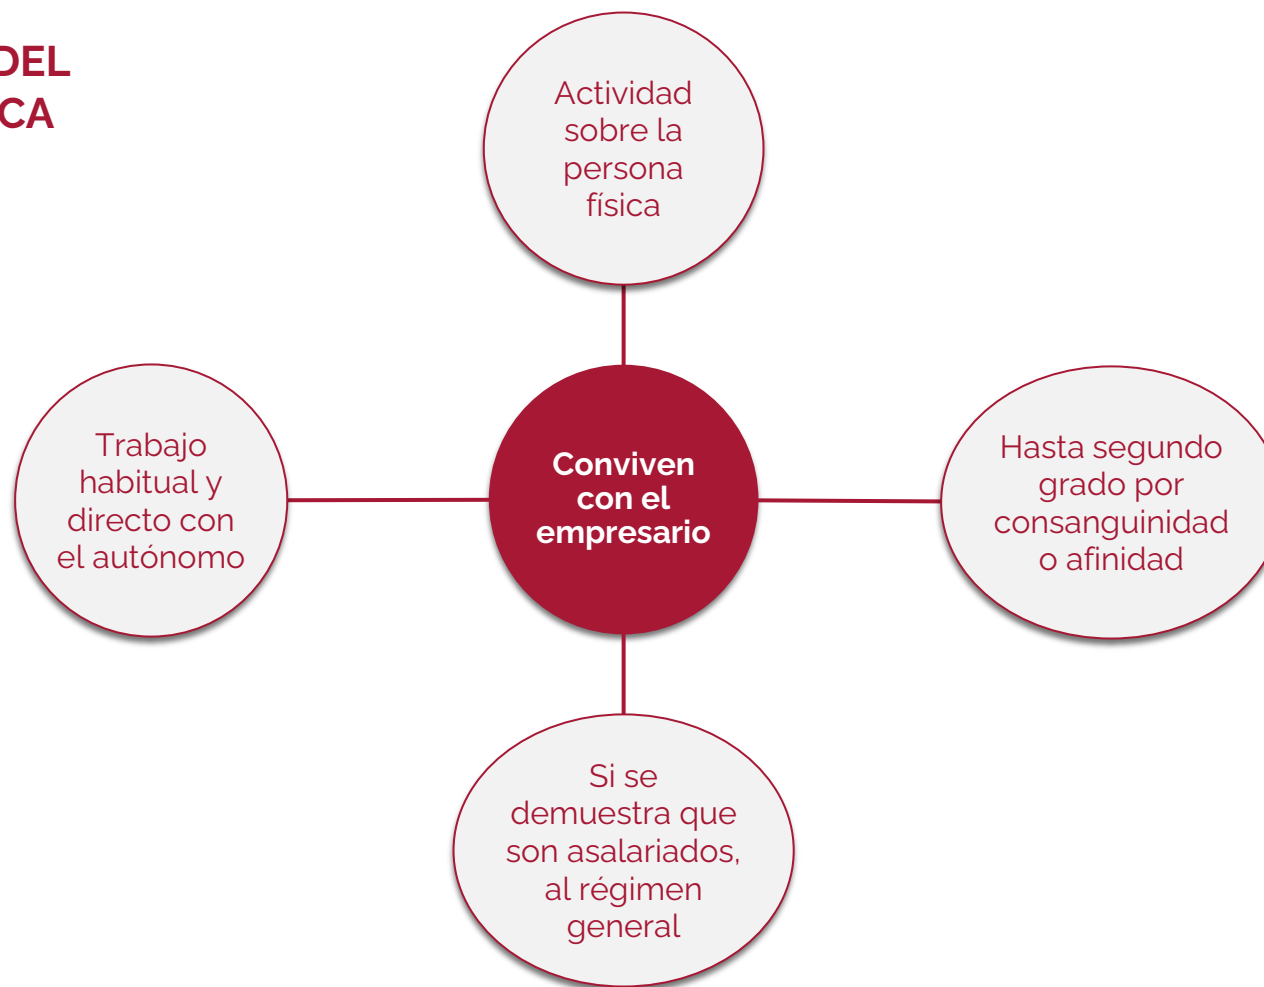 DEL
CA
Actividad
sobre la
persona
física
Trabajo
habitual y
directo con
el autónomo
Conviven
con el
empresario
Hasta segundo
grado por
consanguinidad
o afinidad
Si se
demuestra que
son asalariados,
al régimen
general